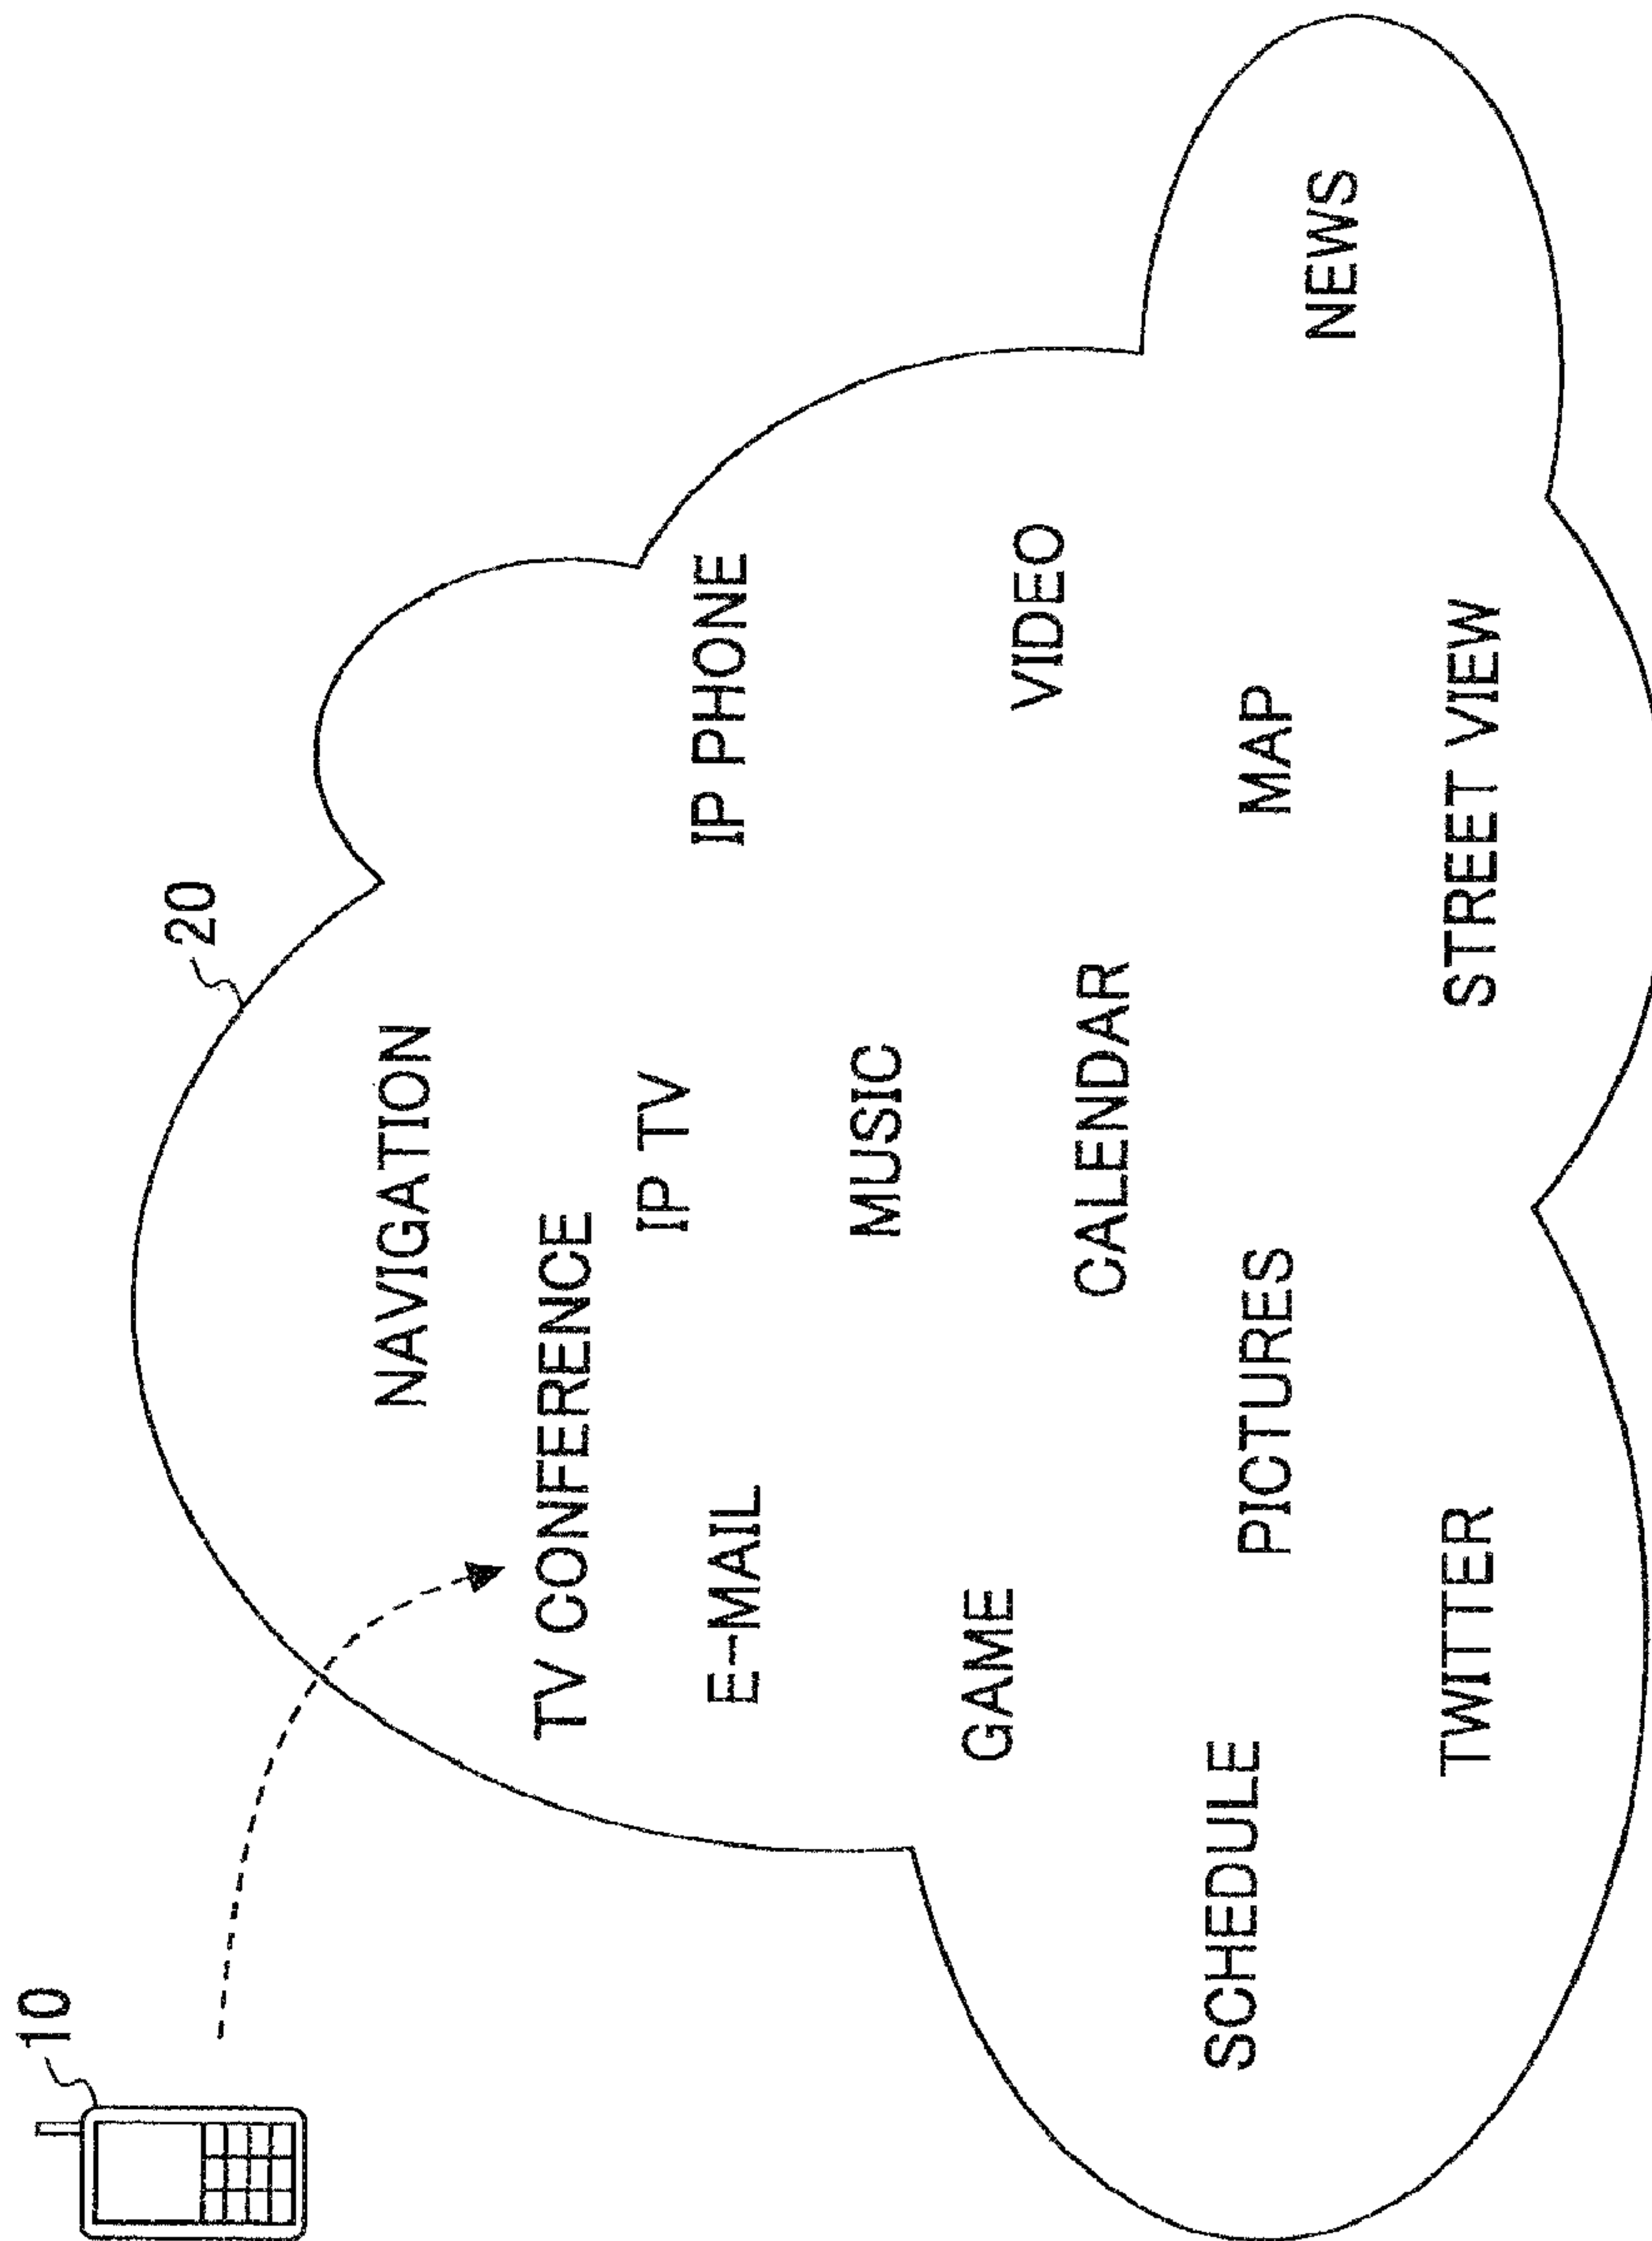 10
20
NAVIGATION
TV CONFERENCE
IP TV
E-MAIL
IP PHONE
MUSIC
GAME
VIDEO
CALENDAR
SCHEDULE
PICTURES
MAP
NEWS
TWITTER
STREET VIEW